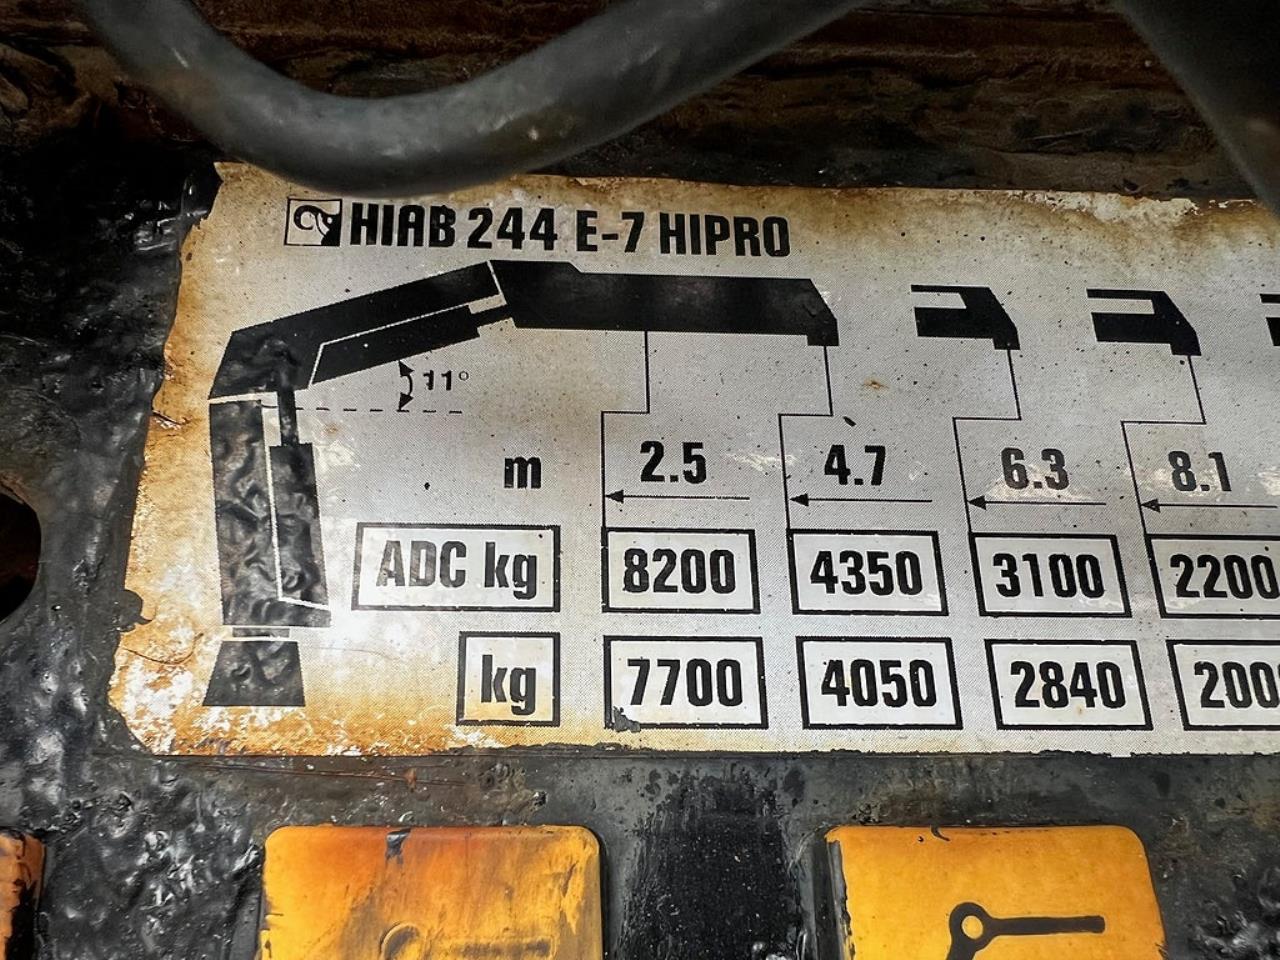 HIAB 244 E-7 HIPRO
11°
m 2.5 4.7 6.3 8.1
ADC kg 8200 4350 3100 2200
kg 7700 4050 2840 200